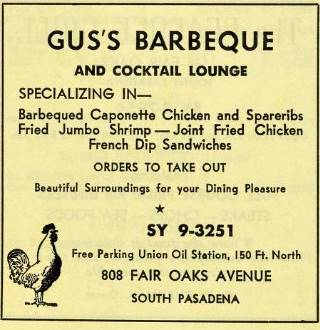 GUS'S BARBEQUE
AND COCKTAIL LOUNGE
SPECIALIZING IN—
Barbequed Caponette Chicken and Spareribs
Fried Jumbo Shrimp — Joint Fried Chicken
French Dip Sandwiches
ORDERS TO TAKE OUT
Beautiful Surroundings for your Dining Pleasure
★
SY 9-3251
Free Parking Union Oil Station, 150 Ft. North
808 FAIR OAKS AVENUE
SOUTH PASADENA